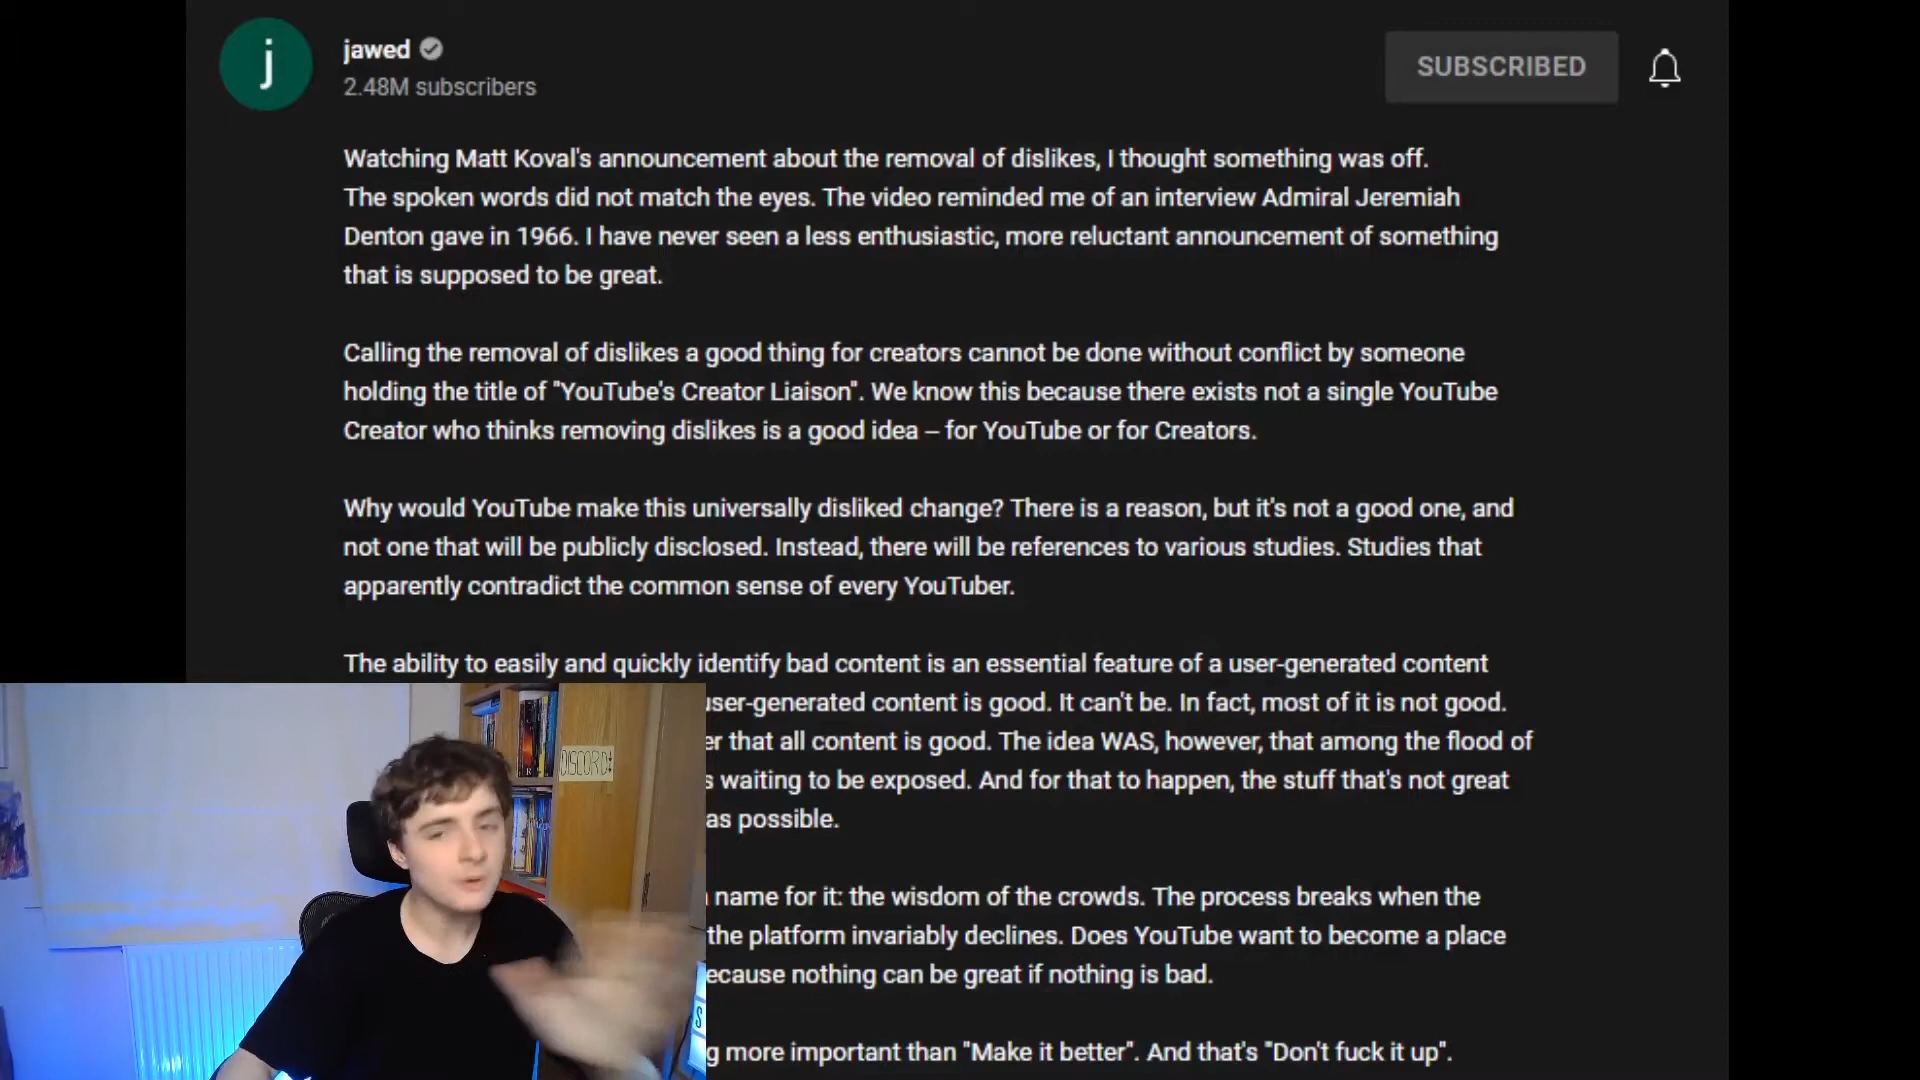 j
jawed
2.48M subscribers
SUBSCRIBED
Watching Matt Koval's announcement about the removal of dislikes, I thought something was off.
The spoken words did not match the eyes. The video reminded me of an interview Admiral Jeremiah
Denton gave in 1966. I have never seen a less enthusiastic, more reluctant announcement of something
that is supposed to be great.
Calling the removal of dislikes a good thing for creators cannot be done without conflict by someone
holding the title of "YouTube's Creator Liaison". We know this because there exists not a single YouTube
Creator who thinks removing dislikes is a good idea – for YouTube or for Creators.
Why would YouTube make this universally disliked change? There is a reason, but it's not a good one, and
not one that will be publicly disclosed. Instead, there will be references to various studies. Studies that
apparently contradict the common sense of every YouTuber.
The ability to easily and quickly identify bad content is an essential feature of a user-generated content
user-generated content is good. It can't be. In fact, most of it is not good.
that all content is good. The idea WAS, however, that among the flood of
waiting to be exposed. And for that to happen, the stuff that's not great
as possible.
name for it: the wisdom of the crowds. The process breaks when the
the platform invariably declines. Does YouTube want to become a place
ecause nothing can be great if nothing is bad.
g more important than "Make it better". And that's "Don't fuck it up".
DISCORD!